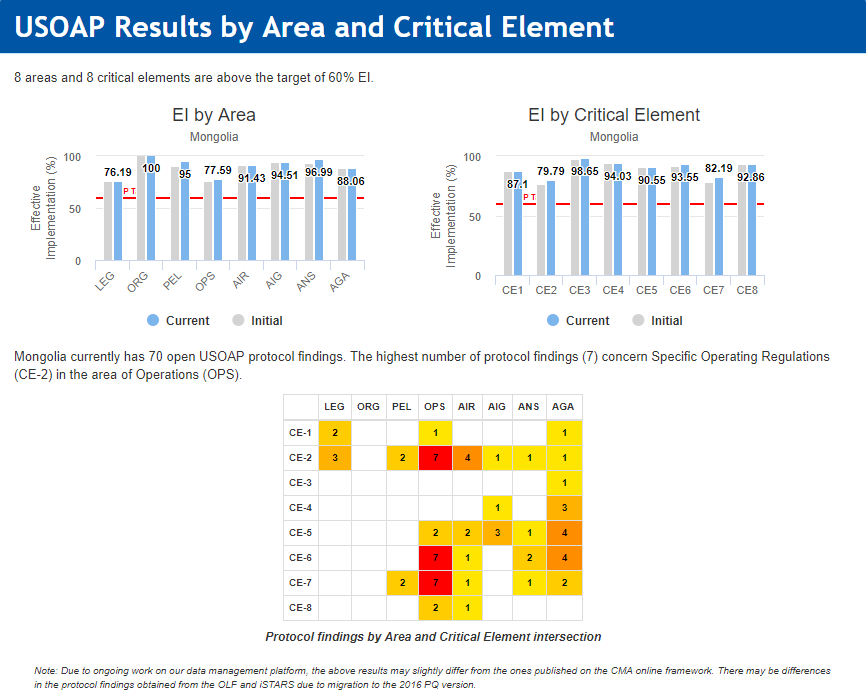 USOAP Results by Area and Critical Element
8 areas and 8 critical elements are above the target of 60% EI.
EI by Area
Mongolia
Effective
Implementation (%)
100
50
0
76.19
100
95
77.59
91.43
94.51
96.99
88.06
P T
LEG
ORG
PEL
OPS
AIR
AIG
ANS
AGA
Current
Initial
EI by Critical Element
Mongolia
Effective
Implementation (%)
100
50
0
87.1
79.79
98.65
94.03
90.55
93.55
82.19
92.86
P T
CE1
CE2
CE3
CE4
CE5
CE6
CE7
CE8
Current
Initial
Mongolia currently has 70 open USOAP protocol findings. The highest number of protocol findings (7) concern Specific Operating Regulations
(CE-2) in the area of Operations (OPS).
LEG ORG PEL OPS AIR AIG ANS AGA
CE-1 2 1 1
CE-2 3 2 7 4 1 1 1
CE-3 1
CE-4 1 3
CE-5 2 2 3 1 4
CE-6 7 1 2 4
CE-7 2 7 1 1 2
CE-8 2 1
Protocol findings by Area and Critical Element intersection
Note: Due to ongoing work on our data management platform, the above results may slightly differ from the ones published on the CMA online framework. There may be differences
in the protocol findings obtained from the OLF and iSTARS due to migration to the 2016 PQ version.